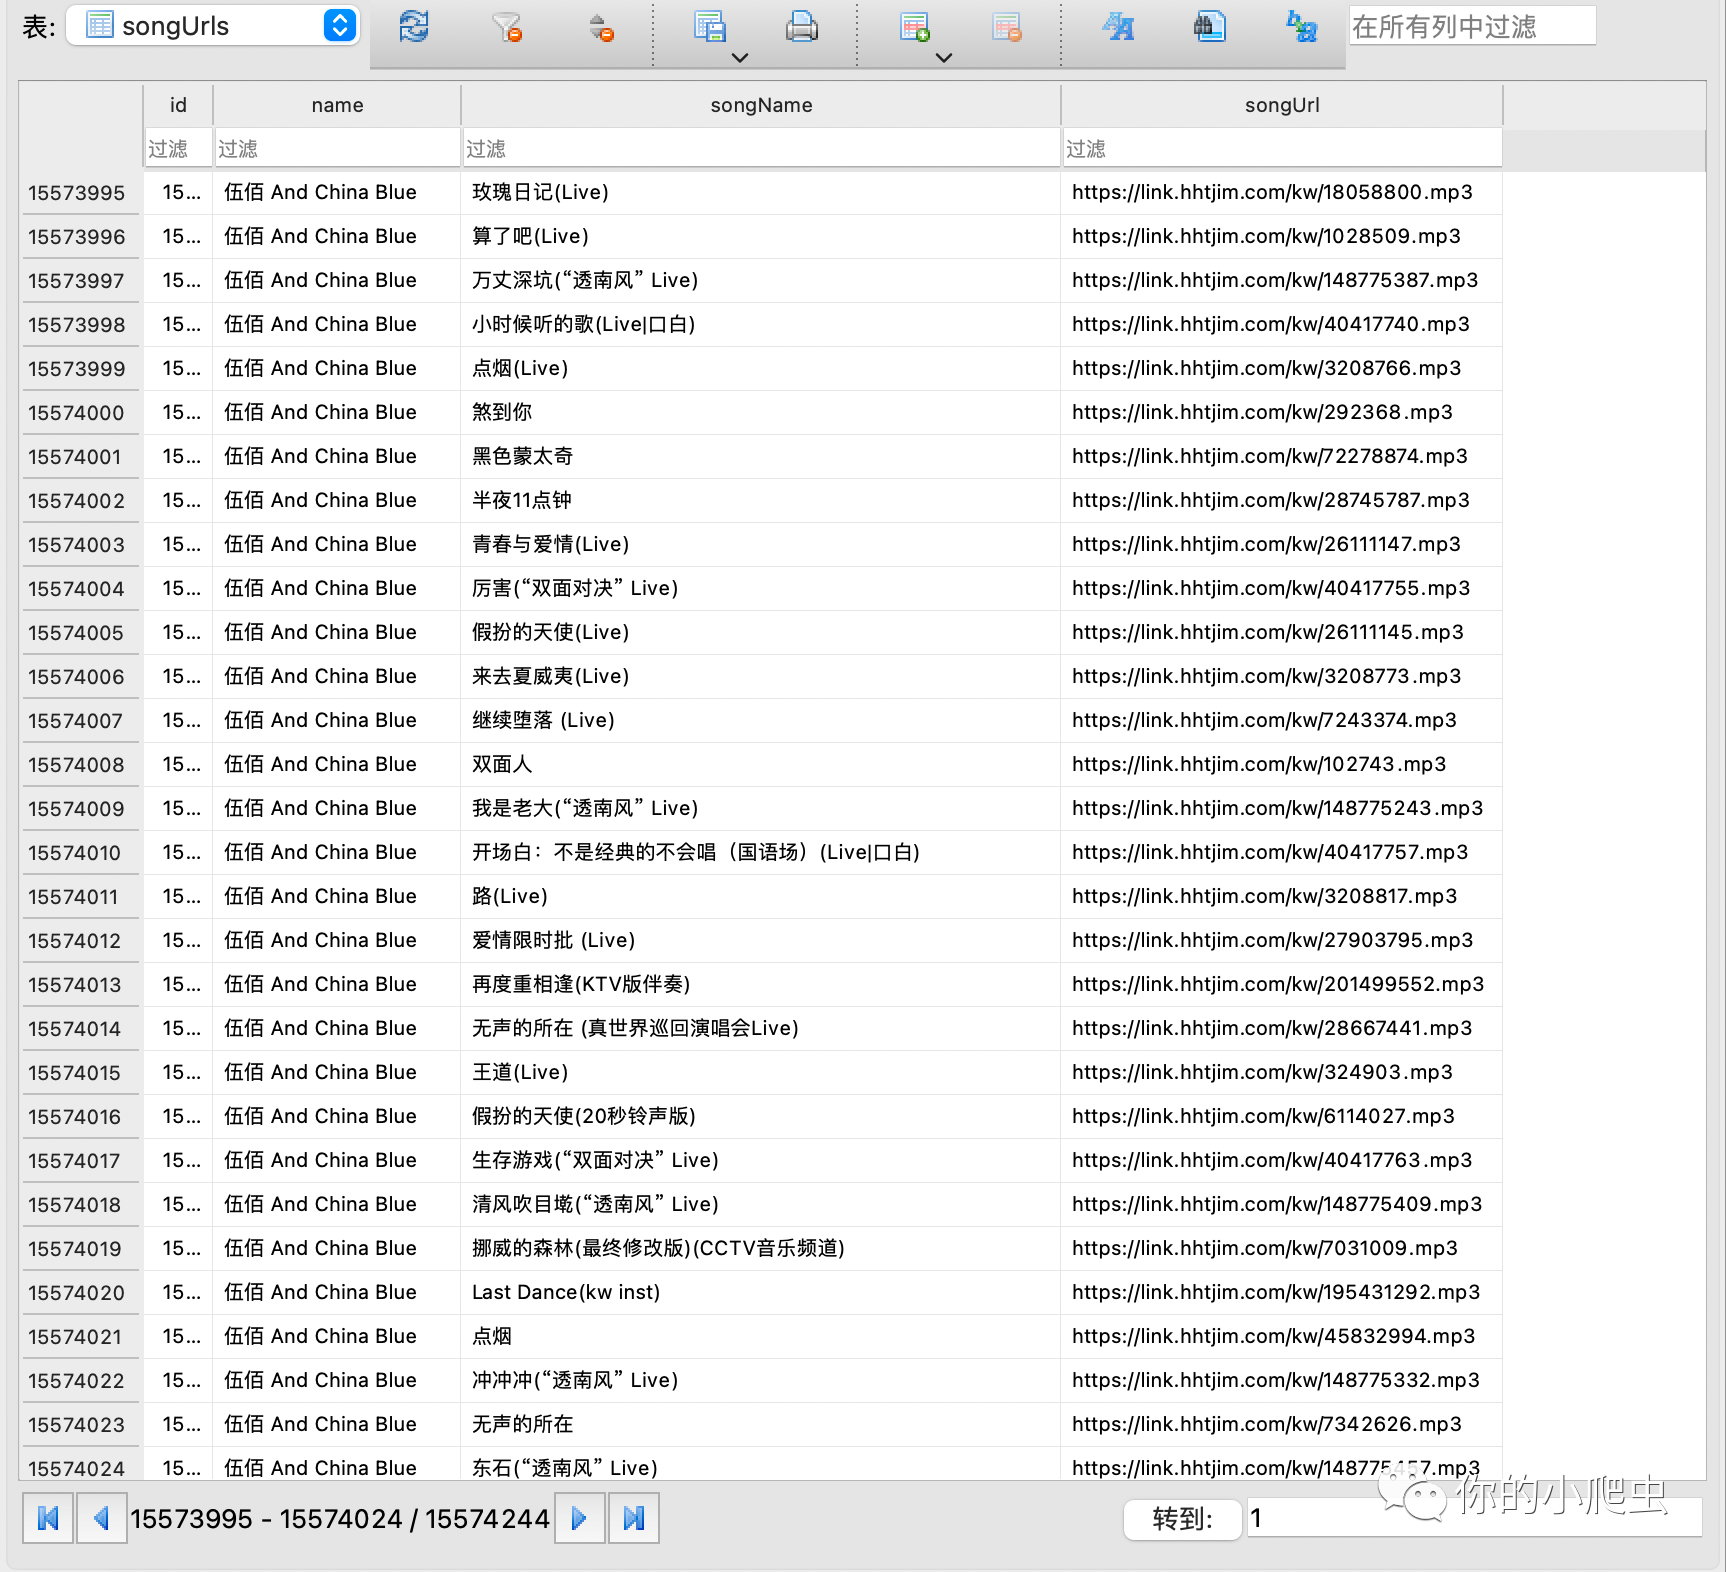 表: songUrls 在所有列中过滤
id name songName songUrl
过滤 过滤 过滤 过滤
15573995 15... 伍佰 And China Blue 玫瑰日记(Live) https://link.hhtjim.com/kw/18058800.mp3
15573996 15... 伍佰 And China Blue 算了吧(Live) https://link.hhtjim.com/kw/1028509.mp3
15573997 15... 伍佰 And China Blue 万丈深坑(“透南风” Live) https://link.hhtjim.com/kw/148775387.mp3
15573998 15... 伍佰 And China Blue 小时候听的歌(Live|口白) https://link.hhtjim.com/kw/40417740.mp3
15573999 15... 伍佰 And China Blue 点烟(Live) https://link.hhtjim.com/kw/3208766.mp3
15574000 15... 伍佰 And China Blue 煞到你 https://link.hhtjim.com/kw/292368.mp3
15574001 15... 伍佰 And China Blue 黑色蒙太奇 https://link.hhtjim.com/kw/72278874.mp3
15574002 15... 伍佰 And China Blue 半夜11点钟 https://link.hhtjim.com/kw/28745787.mp3
15574003 15... 伍佰 And China Blue 青春与爱情(Live) https://link.hhtjim.com/kw/26111147.mp3
15574004 15... 伍佰 And China Blue 厉害(“双面对决” Live) https://link.hhtjim.com/kw/40417755.mp3
15574005 15... 伍佰 And China Blue 假扮的天使(Live) https://link.hhtjim.com/kw/26111145.mp3
15574006 15... 伍佰 And China Blue 来去夏威夷(Live) https://link.hhtjim.com/kw/3208773.mp3
15574007 15... 伍佰 And China Blue 继续堕落 (Live) https://link.hhtjim.com/kw/7243374.mp3
15574008 15... 伍佰 And China Blue 双面人 https://link.hhtjim.com/kw/102743.mp3
15574009 15... 伍佰 And China Blue 我是老大(“透南风” Live) https://link.hhtjim.com/kw/148775243.mp3
15574010 15... 伍佰 And China Blue 开场白：不是经典的不会唱（国语场）(Live|口白) https://link.hhtjim.com/kw/40417757.mp3
15574011 15... 伍佰 And China Blue 路(Live) https://link.hhtjim.com/kw/3208817.mp3
15574012 15... 伍佰 And China Blue 爱情限时批 (Live) https://link.hhtjim.com/kw/27903795.mp3
15574013 15... 伍佰 And China Blue 再度重相逢(KTV版伴奏) https://link.hhtjim.com/kw/201499552.mp3
15574014 15... 伍佰 And China Blue 无声的所在 (真世界巡回演唱会Live) https://link.hhtjim.com/kw/28667441.mp3
15574015 15... 伍佰 And China Blue 王道(Live) https://link.hhtjim.com/kw/324903.mp3
15574016 15... 伍佰 And China Blue 假扮的天使(20秒铃声版) https://link.hhtjim.com/kw/6114027.mp3
15574017 15... 伍佰 And China Blue 生存游戏(“双面对决” Live) https://link.hhtjim.com/kw/40417763.mp3
15574018 15... 伍佰 And China Blue 清风吹目墘(“透南风” Live) https://link.hhtjim.com/kw/148775409.mp3
15574019 15... 伍佰 And China Blue 挪威的森林(最终修改版)(CCTV音乐频道) https://link.hhtjim.com/kw/7031009.mp3
15574020 15... 伍佰 And China Blue Last Dance(kw inst) https://link.hhtjim.com/kw/195431292.mp3
15574021 15... 伍佰 And China Blue 点烟 https://link.hhtjim.com/kw/45832994.mp3
15574022 15... 伍佰 And China Blue 冲冲冲(“透南风” Live) https://link.hhtjim.com/kw/148775332.mp3
15574023 15... 伍佰 And China Blue 无声的所在 https://link.hhtjim.com/kw/7342626.mp3
15574024 15... 伍佰 And China Blue 东石(“透南风” Live) https://link.hhtjim.com/kw/148775457.mp3
你的小爬虫
15573995 - 15574024 / 15574244 转到: 1